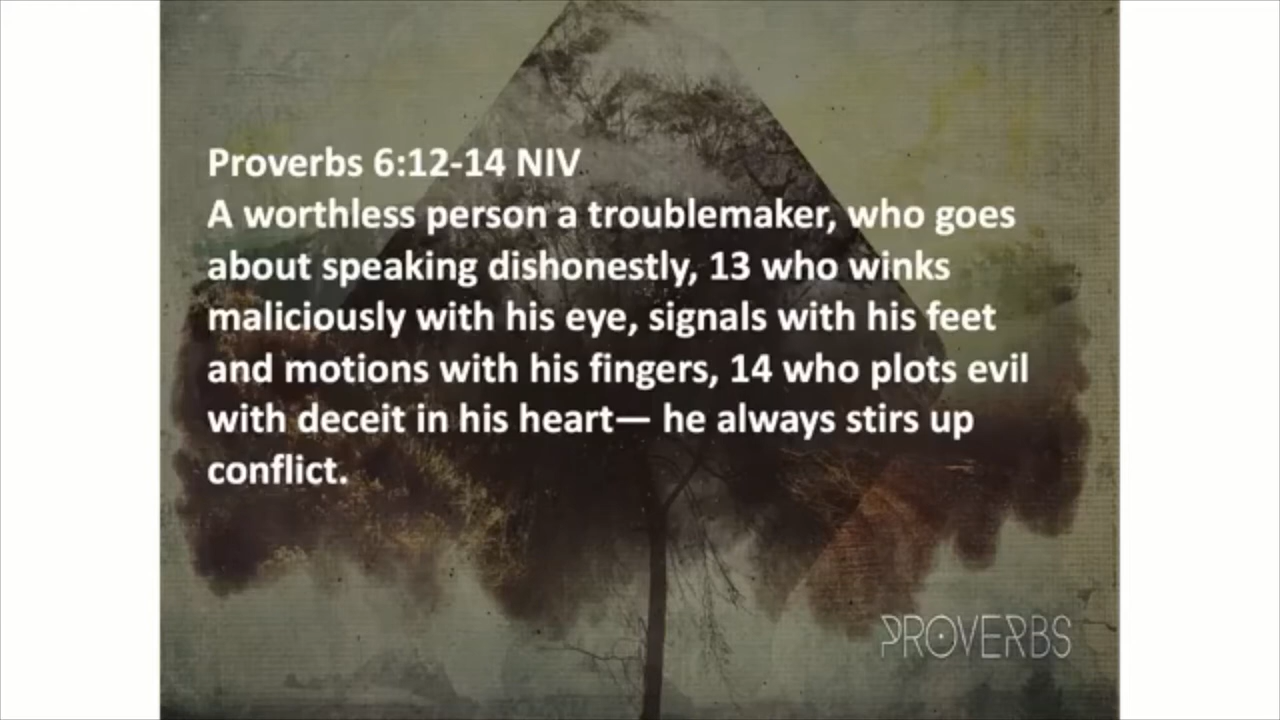 Proverbs 6:12-14 NIV
A worthless person a troublemaker, who goes
about speaking dishonestly, 13 who winks
maliciously with his eye, signals with his feet
and motions with his fingers, 14 who plots evil
with deceit in his heart— he always stirs up
conflict.
PROVERBS